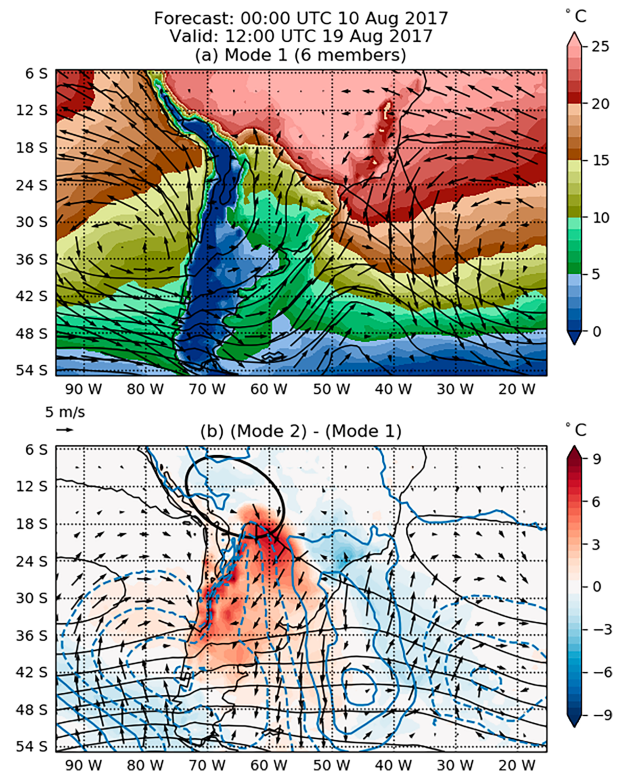 Forecast: 00:00 UTC 10 Aug 2017
Valid: 12:00 UTC 19 Aug 2017
(a) Mode 1 (6 members)
°C
6 S
12 S
18 S
24 S
30 S
36 S
42 S
48 S
54 S
90 W 80 W 70 W 60 W 50 W 40 W 30 W 20 W
25
20
15
10
5
0
5 m/s
(b) (Mode 2) - (Mode 1)
°C
6 S
12 S
18 S
24 S
30 S
36 S
42 S
48 S
54 S
90 W 80 W 70 W 60 W 50 W 40 W 30 W 20 W
9
6
3
0
−3
−6
−9